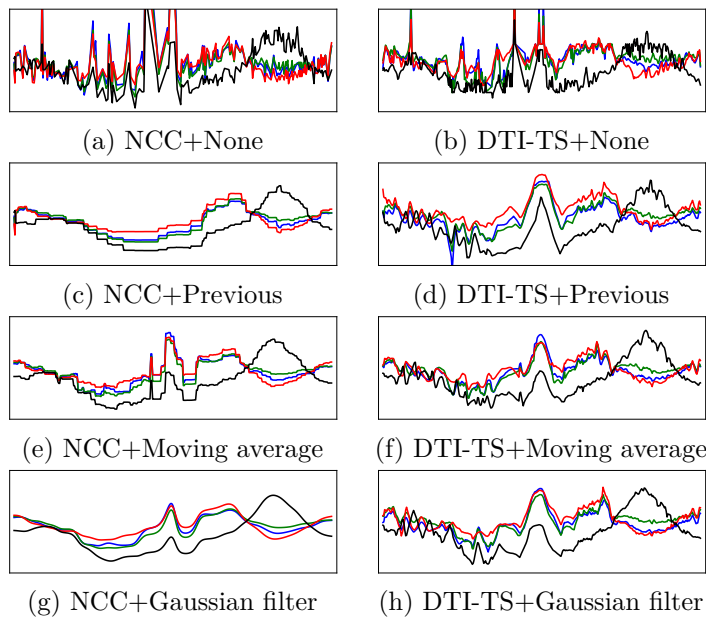 (a) NCC+None
(b) DTI-TS+None
(c) NCC+Previous
(d) DTI-TS+Previous
(e) NCC+Moving average
(f) DTI-TS+Moving average
(g) NCC+Gaussian filter
(h) DTI-TS+Gaussian filter